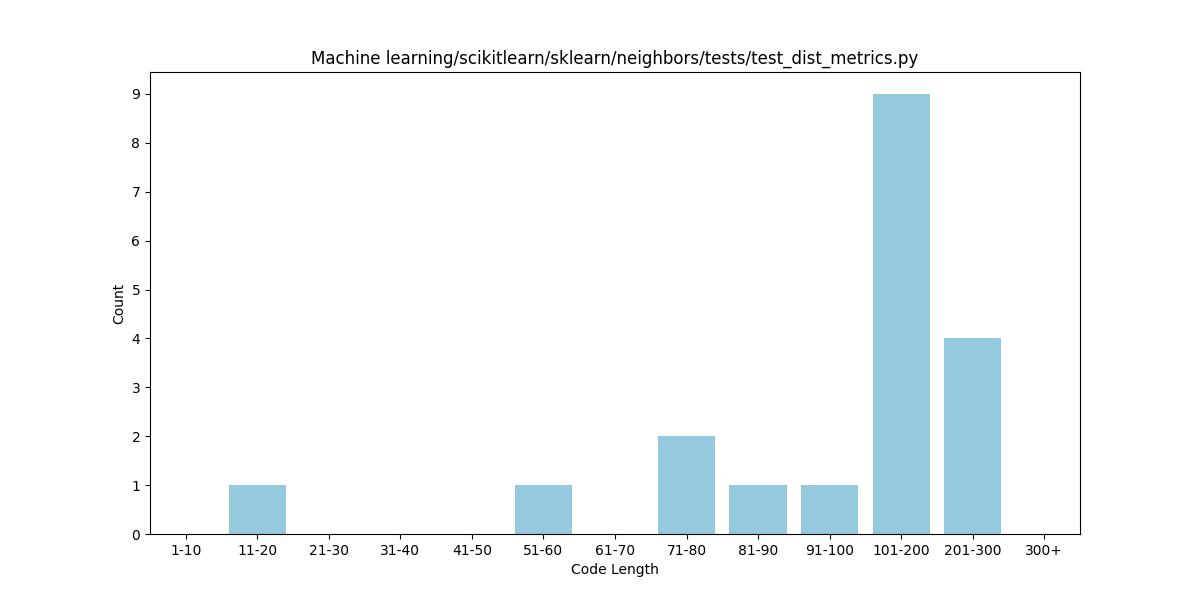 Machine learning/scikitlearn/sklearn/neighbors/tests/test_dist_metrics.py
Count
9
8
7
6
5
4
3
2
1
0
1-10 11-20 21-30 31-40 41-50 51-60 61-70 71-80 81-90 91-100 101-200 201-300 300+
Code Length